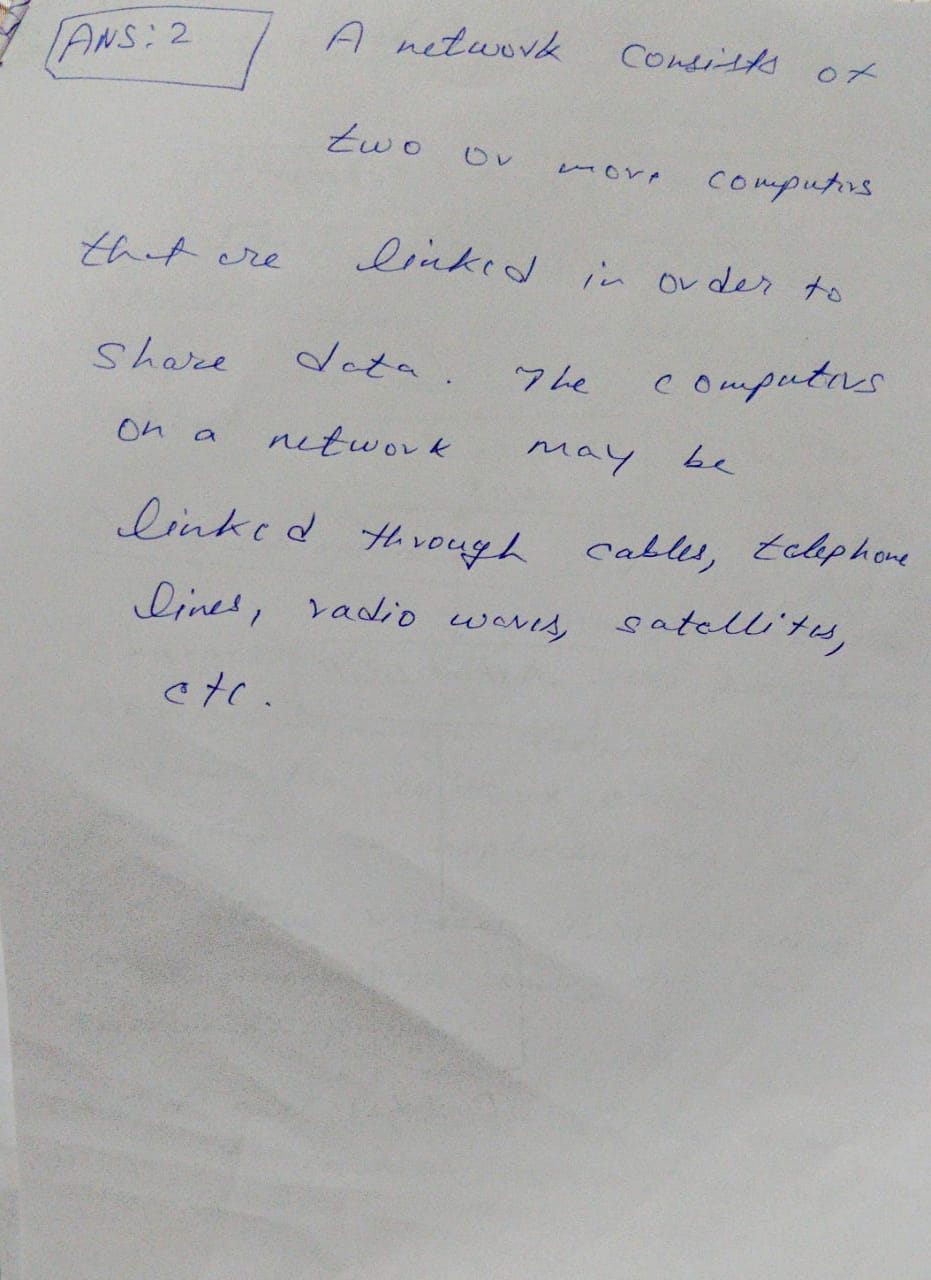 ANS: 2 A network consists of
two or more computers
that are linked in order to
share data. The computers
on a network may be
linked through cables, telephone
lines, radio waves, satellites,
etc.